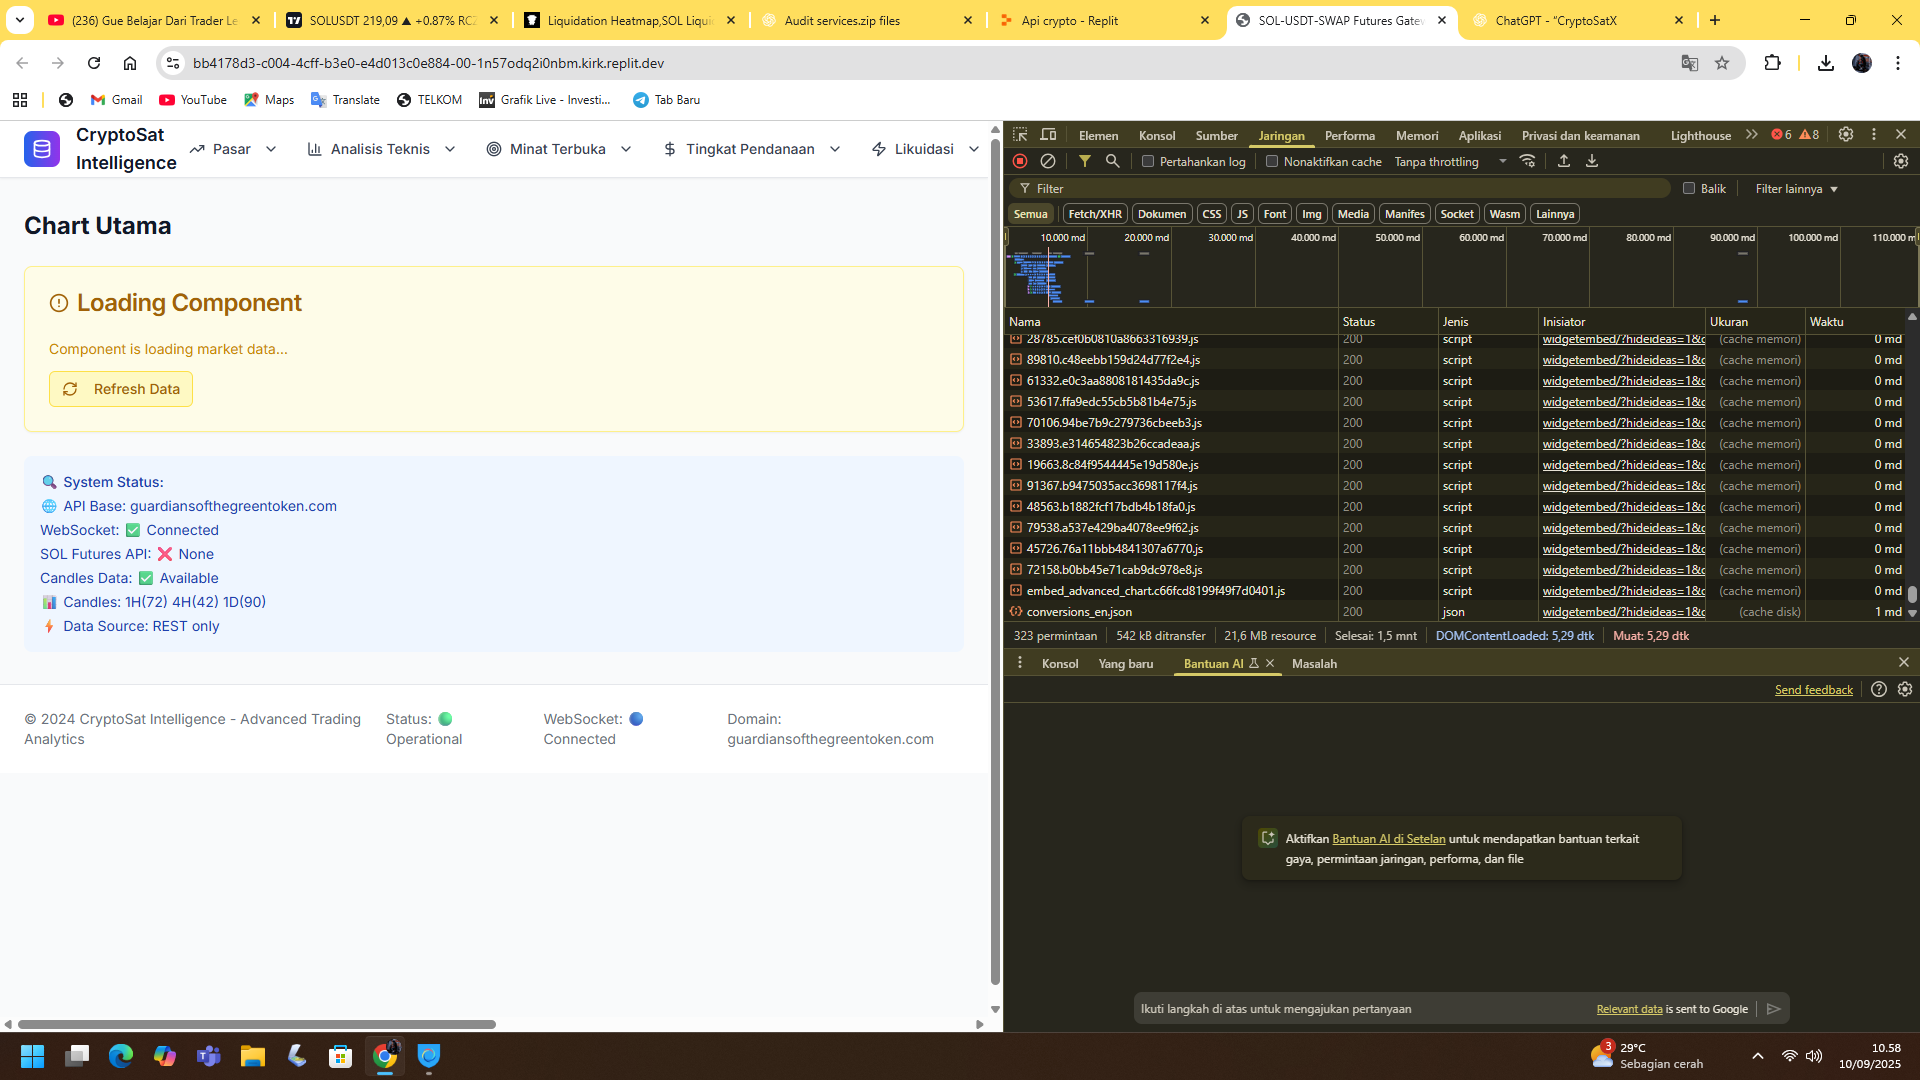 (236) Gue Belajar Dari Trader Le
SOLUSDT 219,09 ▲ +0.87% RCZ
Liquidation Heatmap,SOL Liquid
Audit services.zip files
Api crypto - Replit
SOL-USDT-SWAP Futures Gatew
ChatGPT - "CryptoSatX
bb4178d3-c004-4cff-b3e0-e4d013c0e884-00-1n57odq2i0nbm.kirk.replit.dev
Gmail
YouTube
Maps
Translate
TELKOM
Inv
Grafik Live - Investi...
Tab Baru
CryptoSat
Intelligence
Pasar
Analisis Teknis
Minat Terbuka
$ Tingkat Pendanaan
Likuidasi
Chart Utama
Loading Component
Component is loading market data...
Refresh Data
🔍 System Status:
🌐 API Base: guardiansofthegreentoken.com
WebSocket: ✅ Connected
SOL Futures API: ❌ None
Candles Data: ✅ Available
📊 Candles: 1H(72) 4H(42) 1D(90)
⚡ Data Source: REST only
© 2024 CryptoSat Intelligence - Advanced Trading
Analytics
Status: 🟢
Operational
WebSocket: 🔵
Connected
Domain:
guardiansofthegreentoken.com
Elemen
Konsol
Sumber
Jaringan
Performa
Memori
Aplikasi
Privasi dan keamanan
Lighthouse
6
8
Pertahankan log
Nonaktifkan cache
Tanpa throttling
Filter
Balik
Filter lainnya
Semua
Fetch/XHR
Dokumen
CSS
JS
Font
Img
Media
Manifes
Socket
Wasm
Lainnya
10.000 md
20.000 md
30.000 md
40.000 md
50.000 md
60.000 md
70.000 md
80.000 md
90.000 md
100.000 md
110.000 m
Nama Status Jenis Inisiator Ukuran Waktu
28785.cef0b0810a8663316939.js 200 script widgetembed/?hideideas=1&c (cache memori) 0 md
89810.c48eebb159d24d77f2e4.js 200 script widgetembed/?hideideas=1&c (cache memori) 0 md
61332.e0c3aa8808181435da9c.js 200 script widgetembed/?hideideas=1&c (cache memori) 0 md
53617.ffa9edc55cb5b81b4e75.js 200 script widgetembed/?hideideas=1&c (cache memori) 0 md
70106.94be7b9c279736cbeeb3.js 200 script widgetembed/?hideideas=1&c (cache memori) 0 md
33893.e314654823b26ccadeaa.js 200 script widgetembed/?hideideas=1&c (cache memori) 0 md
19663.8c84f9544445e19d580e.js 200 script widgetembed/?hideideas=1&c (cache memori) 0 md
91367.b9475035acc3698117f4.js 200 script widgetembed/?hideideas=1&c (cache memori) 0 md
48563.b1882fcf17bdb4b18fa0.js 200 script widgetembed/?hideideas=1&c (cache memori) 0 md
79538.a537e429ba4078ee9f62.js 200 script widgetembed/?hideideas=1&c (cache memori) 0 md
45726.76a11bbb4841307a6770.js 200 script widgetembed/?hideideas=1&c (cache memori) 0 md
72158.b0bb45e71cab9dc978e8.js 200 script widgetembed/?hideideas=1&c (cache memori) 0 md
embed_advanced_chart.c66fcd8199f49f7d0401.js 200 script widgetembed/?hideideas=1&c (cache memori) 0 md
conversions_en.json 200 json widgetembed/?hideideas=1&c (cache disk) 1 md
323 permintaan
542 kB ditransfer
21,6 MB resource
Selesai: 1,5 mnt
DOMContentLoaded: 5,29 dtk
Muat: 5,29 dtk
Konsol
Yang baru
Bantuan AI
Masalah
Send feedback
Aktifkan Bantuan AI di Setelan untuk mendapatkan bantuan terkait
gaya, permintaan jaringan, performa, dan file
Ikuti langkah di atas untuk mengajukan pertanyaan
Relevant data is sent to Google
3
29°C
Sebagian cerah
10.58
10/09/2025